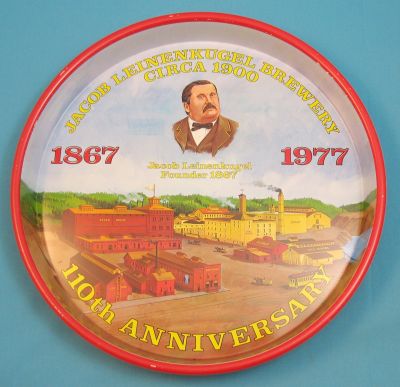 JACOB LEINENKUGEL BREWERY
CIRCA 1900
1867
1977
Jacob Leinenkugel
Founder 1867
110th ANNIVERSARY